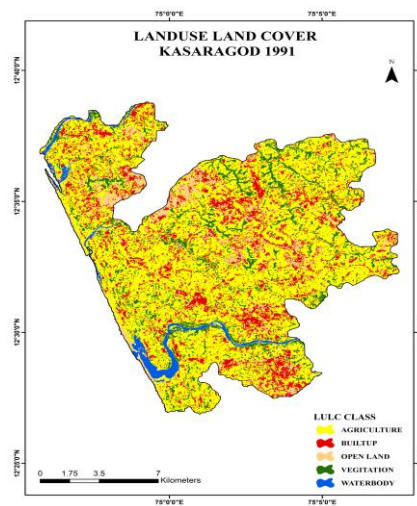 LANDUSE LAND COVER
KASARAGOD 1991
75°0'0"E 75°5'0"E
N
12°40'0"N
12°35'0"N
12°30'0"N
12°25'0"N
LULC CLASS
AGRICULTURE
BUILTUP
OPEN LAND
VEGITATION
WATERBODY
0 1.75 3.5 7
Kilometers
75°0'0"E 75°5'0"E